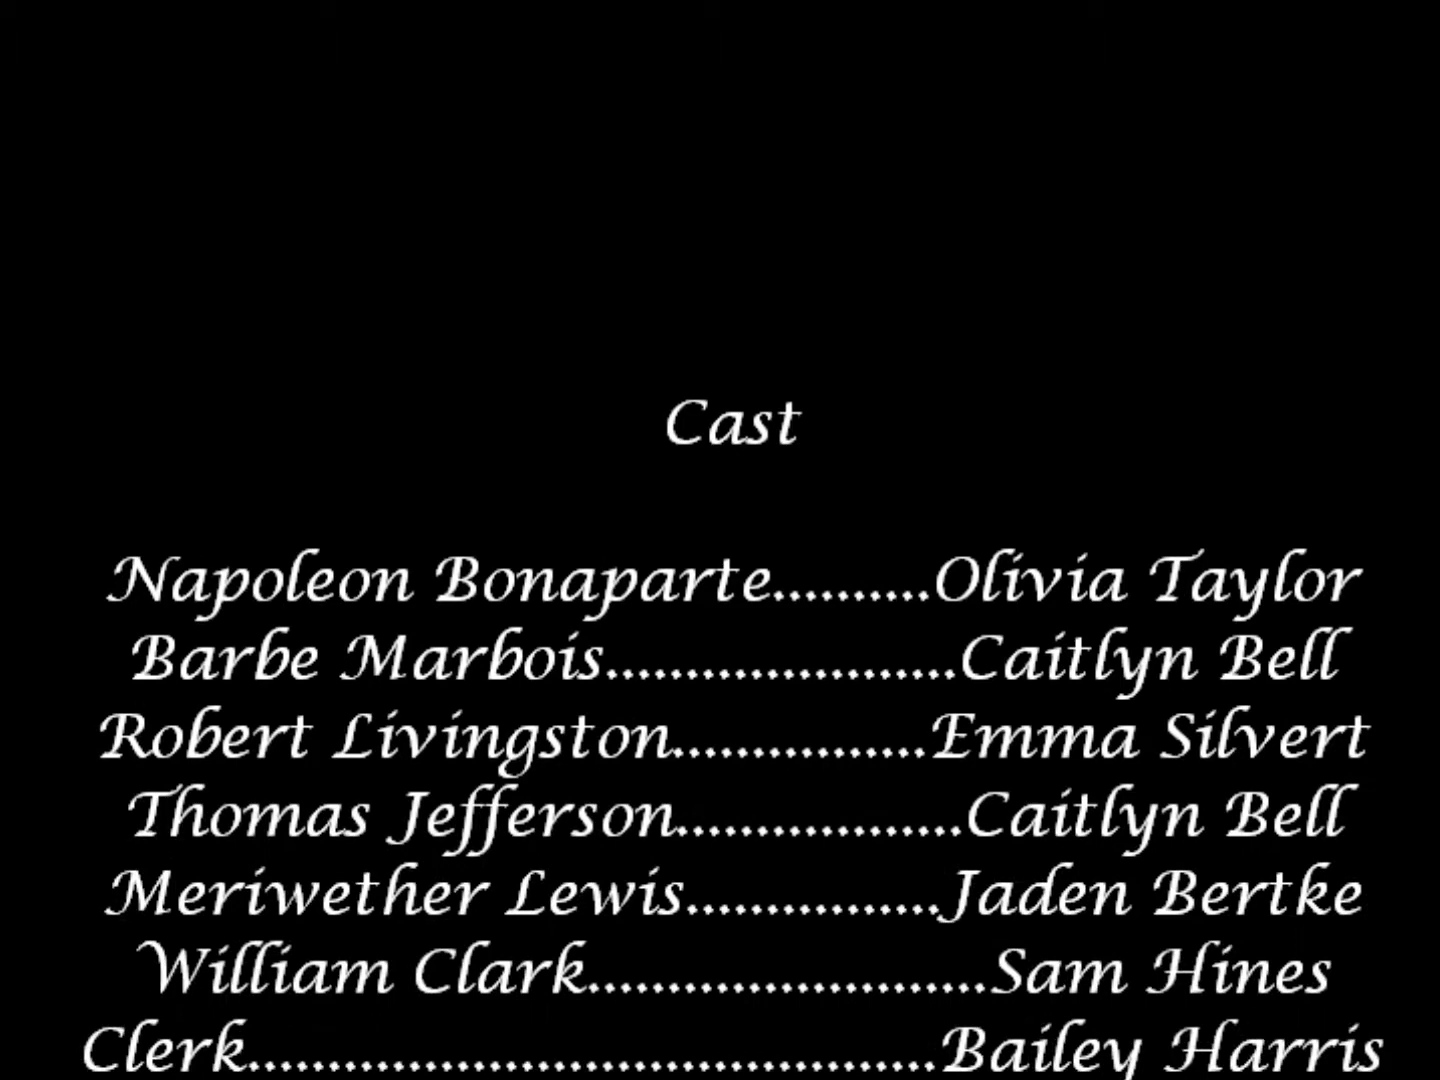 Cast
Napoleon Bonaparte..........Olivia Taylor
Barbe Marbois......................Caitlyn Bell
Robert Livingston................Emma Silvert
Thomas Jefferson..................Caitlyn Bell
Meriwether Lewis................Jaden Bertke
William Clark.........................Sam Hines
Clerk...........................................Bailey Harris